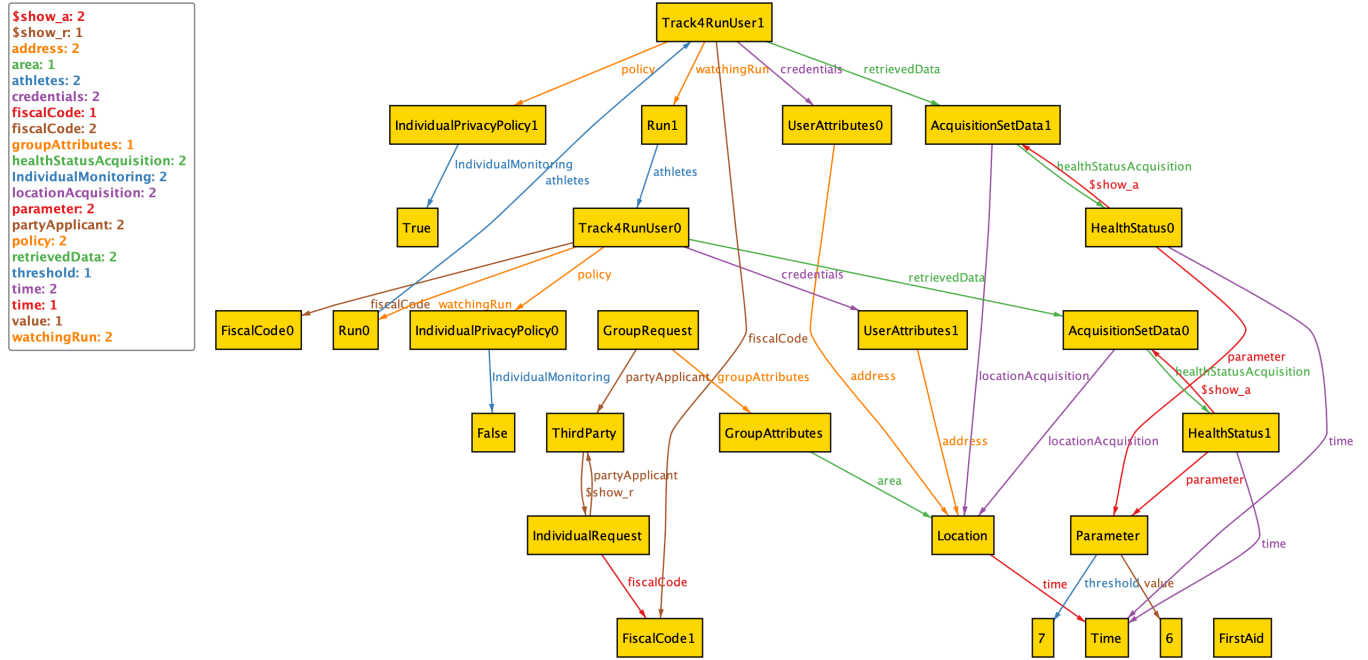 $show_a: 2
$show_r: 1
address: 2
area: 1
athletes: 2
credentials: 2
fiscalCode: 1
fiscalCode: 2
groupAttributes: 1
healthStatusAcquisition: 2
IndividualMonitoring: 2
locationAcquisition: 2
parameter: 2
partyApplicant: 2
policy: 2
retrievedData: 2
threshold: 1
time: 2
time: 1
value: 1
watchingRun: 2
Track4RunUser1
policy
watchingRun
credentials
retrievedData
IndividualPrivacyPolicy1
Run1
UserAttributes0
AcquisitionSetData1
IndividualMonitoring
athletes
athletes
healthStatusAcquisition
$show_a
True
Track4RunUser0
HealthStatus0
policy
credentials
retrievedData
fiscalCode
watchingRun
FiscalCode0
Run0
IndividualPrivacyPolicy0
GroupRequest
fiscalCode
UserAttributes1
AcquisitionSetData0
parameter
IndividualMonitoring
partyApplicant
groupAttributes
address
locationAcquisition
healthStatusAcquisition
$show_a
False
ThirdParty
GroupAttributes
address
locationAcquisition
HealthStatus1
time
partyApplicant
$show_r
area
parameter
IndividualRequest
Location
Parameter
time
fiscalCode
time
threshold
value
FiscalCode1
7
Time
6
FirstAid